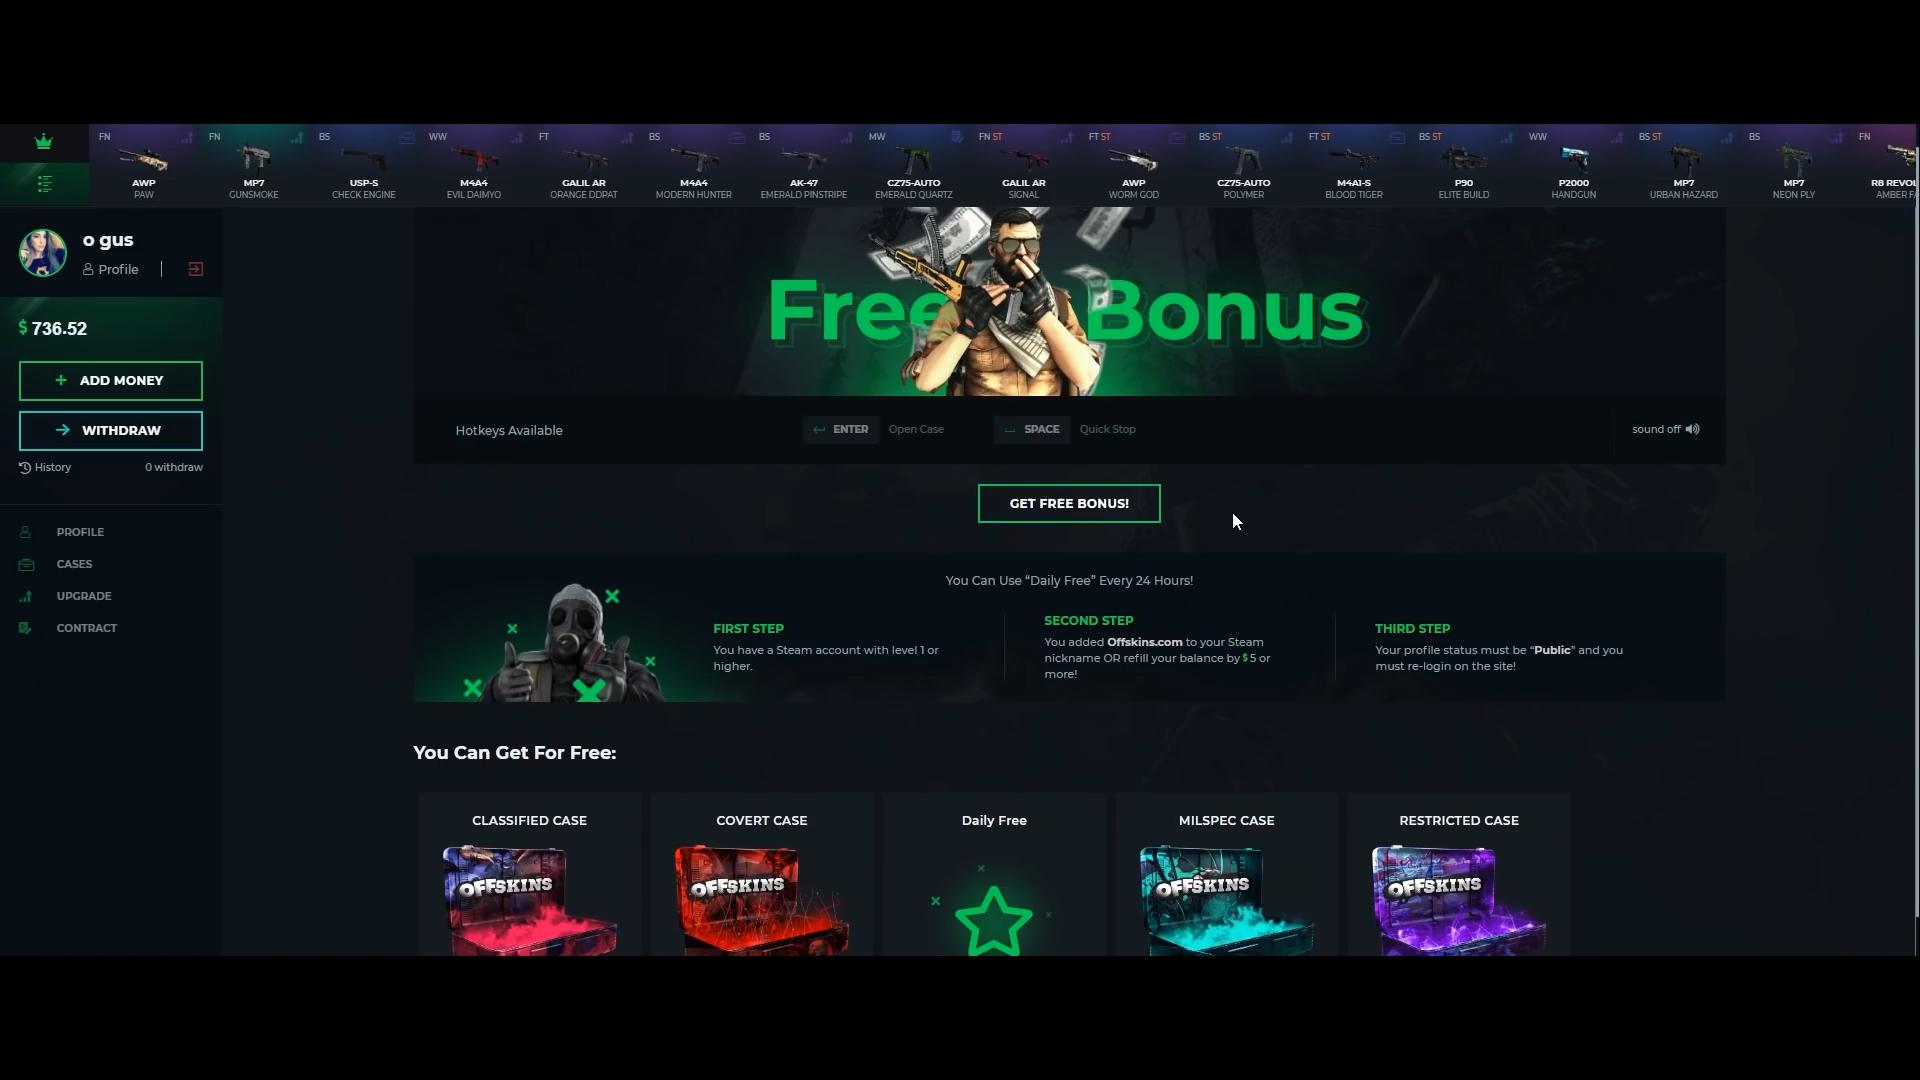 FN
AWP
PAW
FN
MP7
GUNSMOKE
BS
USP-S
CHECK ENGINE
WW
M4A4
EVIL DAIMYO
FT
GALIL AR
ORANGE DDPAT
BS
M4A4
MODERN HUNTER
BS
AK-47
EMERALD PINSTRIPE
MW
CZ75-AUTO
EMERALD QUARTZ
FN ST
GALIL AR
SIGNAL
FT ST
AWP
WORM GOD
BS ST
CZ75-AUTO
POLYMER
FT ST
M4A1-S
BLOOD TIGER
BS ST
P90
ELITE BUILD
WW
P2000
HANDGUN
BS ST
MP7
URBAN HAZARD
BS
MP7
NEON PLY
FN
R8 REVOL
AMBER FA
o gus
Profile
$ 736.52
+ ADD MONEY
WITHDRAW
History 0 withdraw
PROFILE
CASES
UPGRADE
CONTRACT
Free Bonus
Hotkeys Available
ENTER Open Case
SPACE Quick Stop
sound off
GET FREE BONUS!
You Can Use “Daily Free” Every 24 Hours!
FIRST STEP
You have a Steam account with level 1 or
higher.
SECOND STEP
You added Offskins.com to your Steam
nickname OR refill your balance by $ 5 or
more!
THIRD STEP
Your profile status must be “Public” and you
must re-login on the site!
You Can Get For Free:
CLASSIFIED CASE
OFFSKINS
COVERT CASE
OFFSKINS
Daily Free
MILSPEC CASE
OFFSKINS
RESTRICTED CASE
OFFSKINS